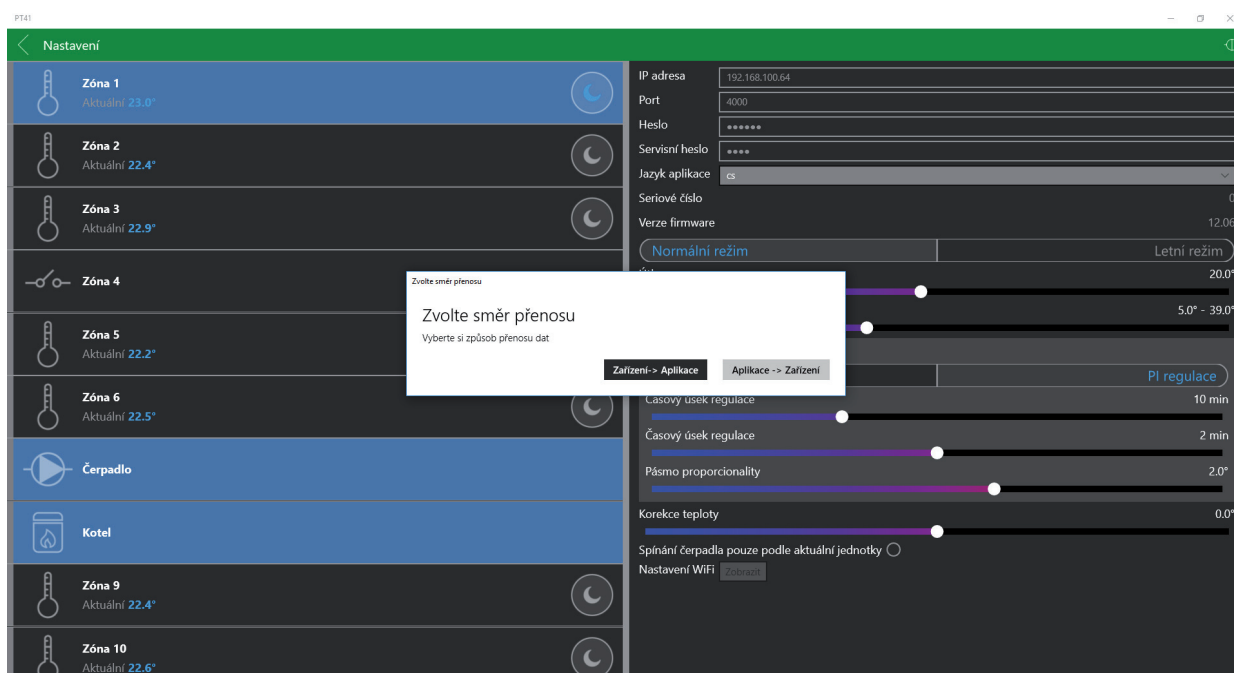 PT41
Nastavení
Zóna 1
Aktuální 23.0°
Zóna 2
Aktuální 22.4°
Zóna 3
Aktuální 22.9°
Zóna 4
Zóna 5
Aktuální 22.2°
Zóna 6
Aktuální 22.5°
Čerpadlo
Kotel
Zóna 9
Aktuální 22.4°
Zóna 10
Aktuální 22.6°
IP adresa 192.168.100.64
Port 4000
Heslo ••••••
Servisní heslo ••••
Jazyk aplikace cs
Seriové číslo 0
Verze firmware 12.06
Normální režim Letní režim
20.0°
5.0° - 39.0°
Zvolte směr přenosu
Zvolte směr přenosu
Vyberte si způsob přenosu dat
Zařízení-> Aplikace Aplikace -> Zařízení
PI regulace
Časový úsek regulace 10 min
Časový úsek regulace 2 min
Pásmo proporcionality 2.0°
Korekce teploty 0.0°
Spínání čerpadla pouze podle aktuální jednotky
Nastavení WiFi Zobrazit